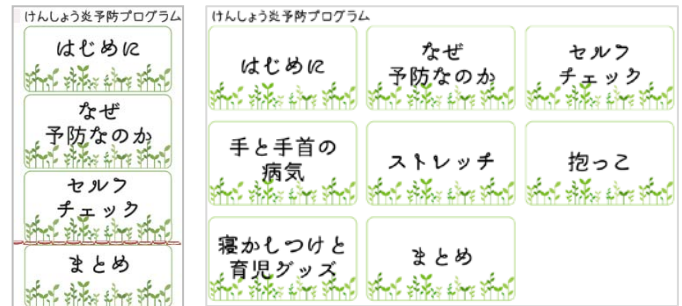 けんしょう炎予防プログラム
はじめに
なぜ
予防なのか
セルフ
チェック
まとめ
けんしょう炎予防プログラム
はじめに
なぜ
予防なのか
セルフ
チェック
手と手首の
病気
ストレッチ
抱っこ
寝かしつけと
育児グッズ
まとめ